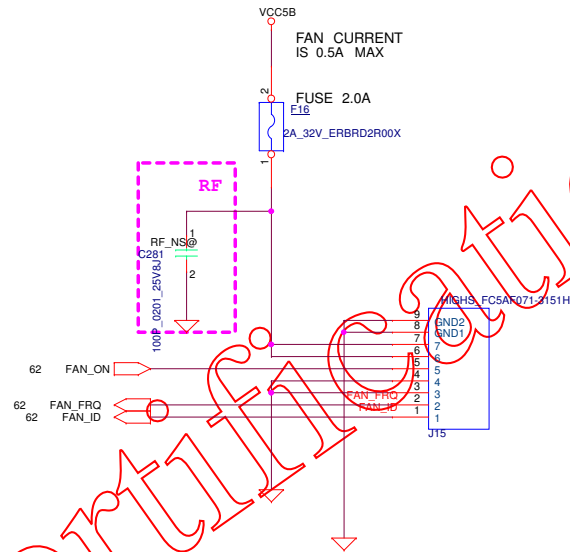 VCC5B
FAN CURRENT
IS 0.5A MAX
2
FUSE 2.0A
F16
2A_32V_ERBRD2R00X
1
RF
RF_NS@
1
C281
2
100P_0201_25V8J
HIGHS_FC5AF071-3151H
9 GND2
8 GND1
7 7
6 6
62 FAN_ON 5 5
4 4
3 3
62 FAN_FRQ FAN_FRQ 2 2
62 FAN_ID FAN_ID 1 1
J15